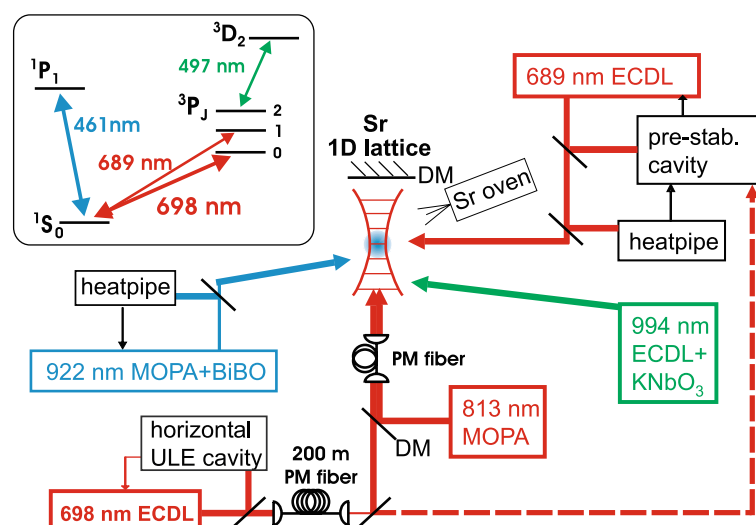 ³D₂
497 nm
¹P₁
³P_J
2
1
0
461nm
689 nm
698 nm
¹S₀
689 nm ECDL
pre-stab.
cavity
heatpipe
Sr
1D lattice
DM
Sr oven
heatpipe
922 nm MOPA+BiBO
994 nm
ECDL+
KNbO₃
PM fiber
813 nm
MOPA
DM
horizontal
ULE cavity
200 m
PM fiber
698 nm ECDL